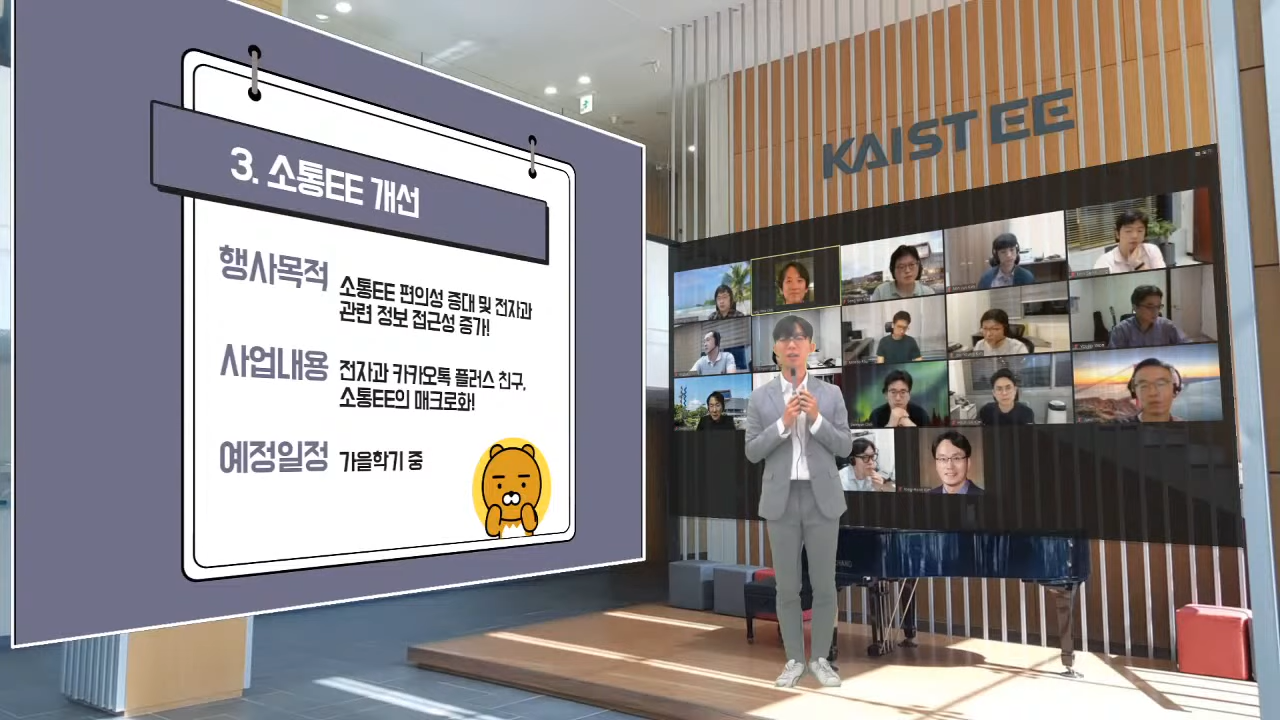 3. 소통EE 개선
행사목적
소통EE 편의성 증대 및 전자과
관련 정보 접근성 증가!
사업내용
전자과 카카오톡 플러스 친구,
소통EE의 매크로화!
예정일정
가을학기 중
KAIST EE